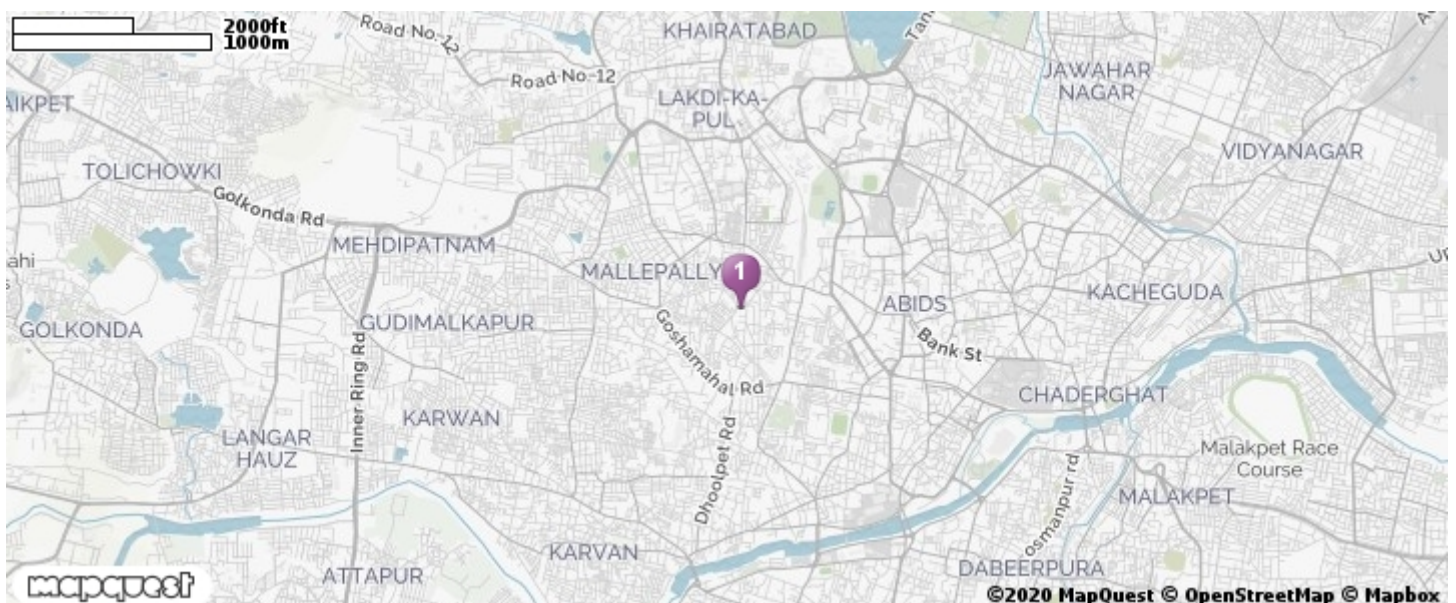 2000ft
1000m
Road No. 12
KHAIRATABAD
Road No-12
LAKDI-KA-
PUL
JAWAHAR
NAGAR
AIKPET
VIDYANAGAR
TOLICHOWKI
Golkonda Rd
MEHDIPATNAM
MALLEPALLY
1
ahi
ABIDS
KACHEGUDA
GOLKONDA
GUDIMALKAPUR
Goshamahal Rd
Bank St
Inner Ring Rd
CHADERGHAT
KARWAN
LANGAR
HAUZ
Dhoolpet Rd
Malakpet Race
Course
osmanpur rd
MALAKPET
KARVAN
ATTAPUR
DABEERPURA
mapquest
©2020 MapQuest © OpenStreetMap © Mapbox